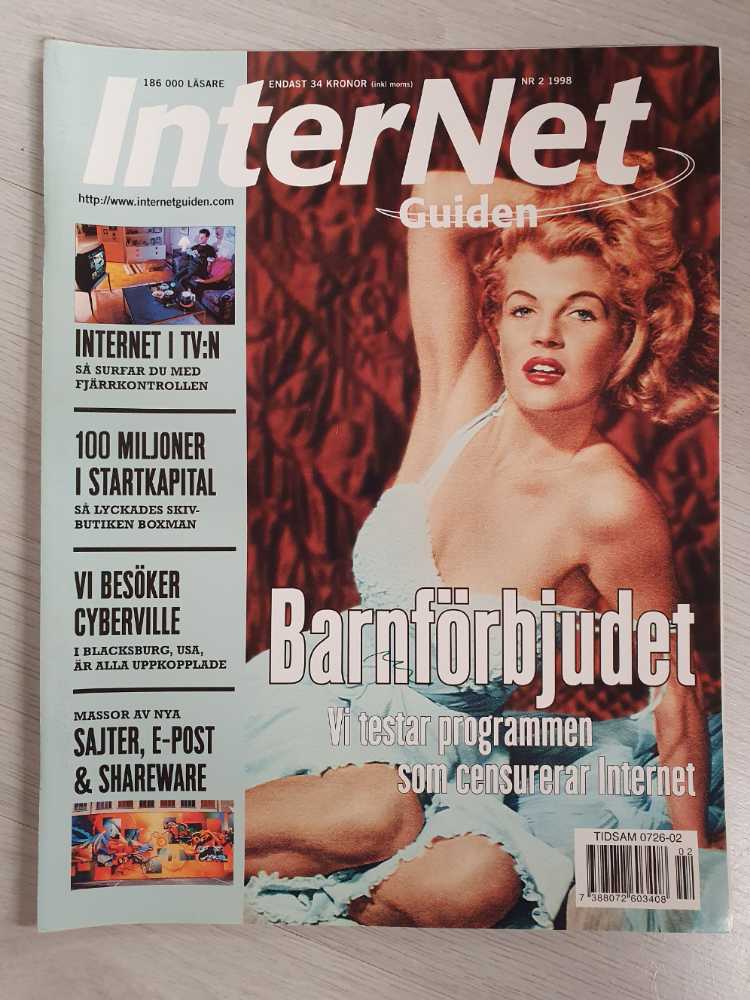 186 000 LÄSARE
ENDAST 34 KRONOR (inkl moms)
NR 2 1998
InterNet
Guiden
http://www.internetguiden.com
INTERNET I TV:N
SÅ SURFAR DU MED
FJÄRRKONTROLLEN
100 MILJONER
I STARTKAPITAL
SÅ LYCKADES SKIV-
BUTIKEN BOXMAN
VI BESÖKER
CYBERVILLE
I BLACKSBURG, USA,
ÄR ALLA UPPKOPPLADE
MASSOR AV NYA
SAJTER, E-POST
& SHAREWARE
Barnförbjudet
Vi testar programmen
som censurerar Internet
TIDSAM 0726-02
02
7 388072 603408